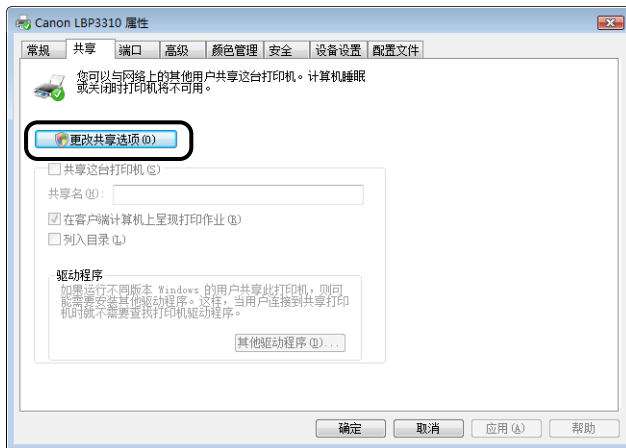 Canon LBP3310 属性
常规 共享 端口 高级 颜色管理 安全 设备设置 配置文件
您可以与网络上的其他用户共享这台打印机。计算机睡眠
或关闭时打印机将不可用。
更改共享选项(O)
共享这台打印机(S)
共享名(H):
在客户端计算机上呈现打印作业(R)
列入目录(L)
驱动程序
如果运行不同版本 Windows 的用户共享此打印机，则可
能需要安装其他驱动程序。这样，当用户连接到共享打印
机时就不需要查找打印机驱动程序。
其他驱动程序(D)...
确定 取消 应用(A) 帮助